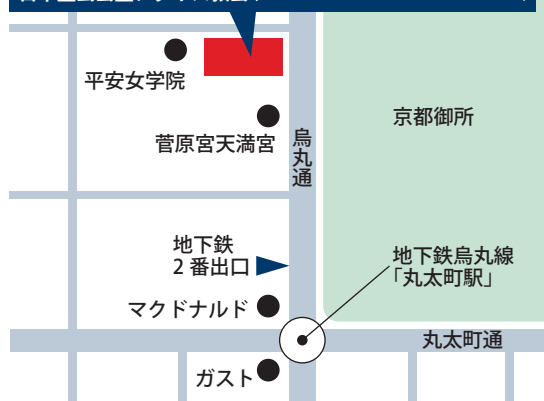 平安女学院
菅原宮天満宮
烏丸通
京都御所
地下鉄
2番出口
地下鉄烏丸線
「丸太町駅」
マクドナルド
丸太町通
ガスト